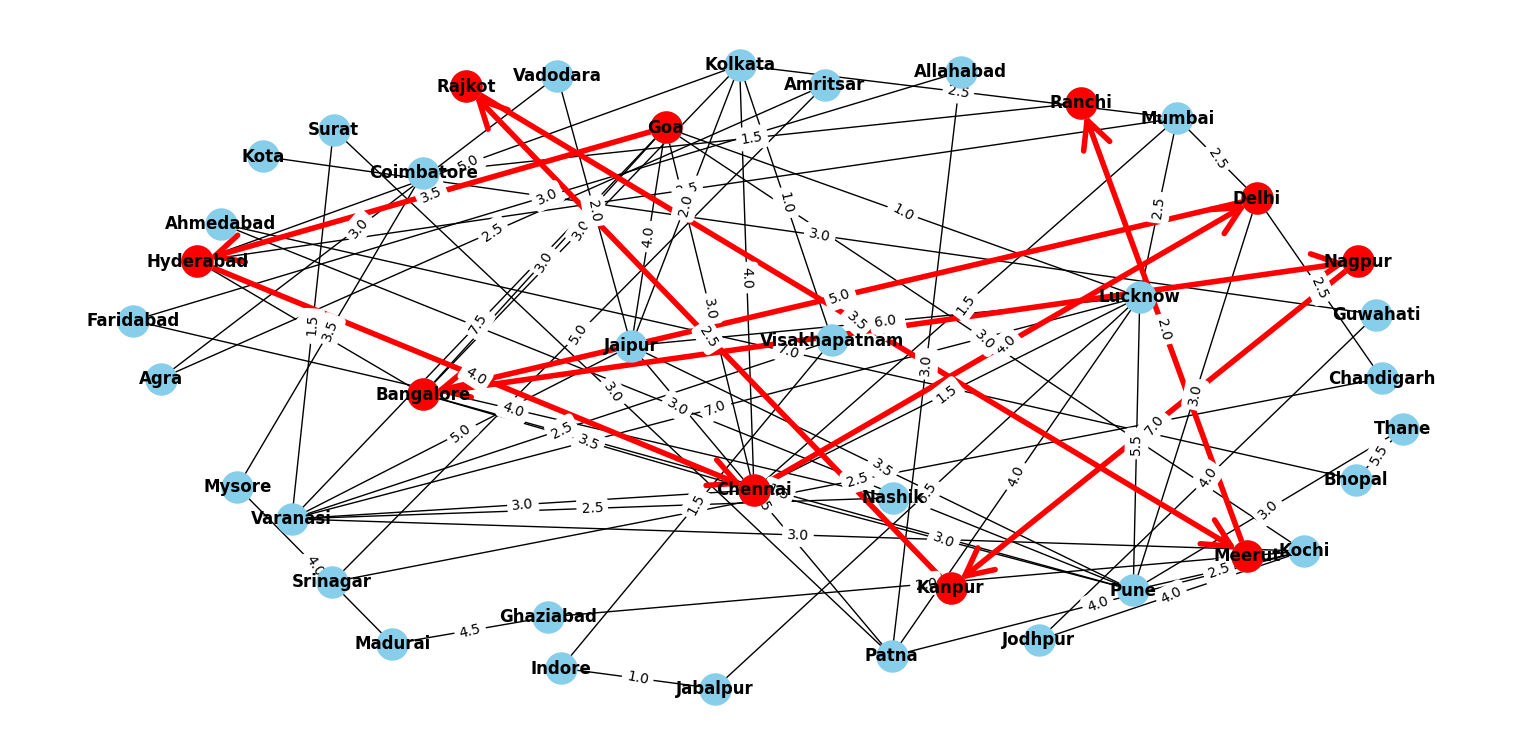 Kolkata
Allahabad
Vadodara
Amritsar
Rajkot
2.5
Ranchi
Mumbai
Goa
Surat
1.5
Kota
5.0
2.5
Coimbatore
3.5
3.0
Delhi
1.0
2.0
2.0
2.5
1.0
Ahmedabad
3.0
2.5
3.0
4.0
3.0
Hyderabad
3.0
Nagpur
4.0
2.5
5.0
Lucknow
3.0
Guwahati
Faridabad
7.5
3.5
6.0
1.5
3.5
5.0
2.5
2.0
3.0
4.0
Jaipur
Visakhapatnam
7.0
Agra
4.0
3.0
Chandigarh
Bangalore
3.0
1.5
3.0
4.0
3.0
7.0
2.5
5.0
3.5
7.0
Thane
5.5
5.5
3.5
2.5
4.0
4.0
Bhopal
Mysore
Chennai
Nashik
Varanasi
3.0
2.5
1.5
3.0
3.0
3.0
Kochi
Meerut
4.0
2.5
Srinagar
Kanpur
Pune
4.0
4.0
Ghaziabad
4.5
Madurai
Jodhpur
Patna
Indore
1.0
Jabalpur